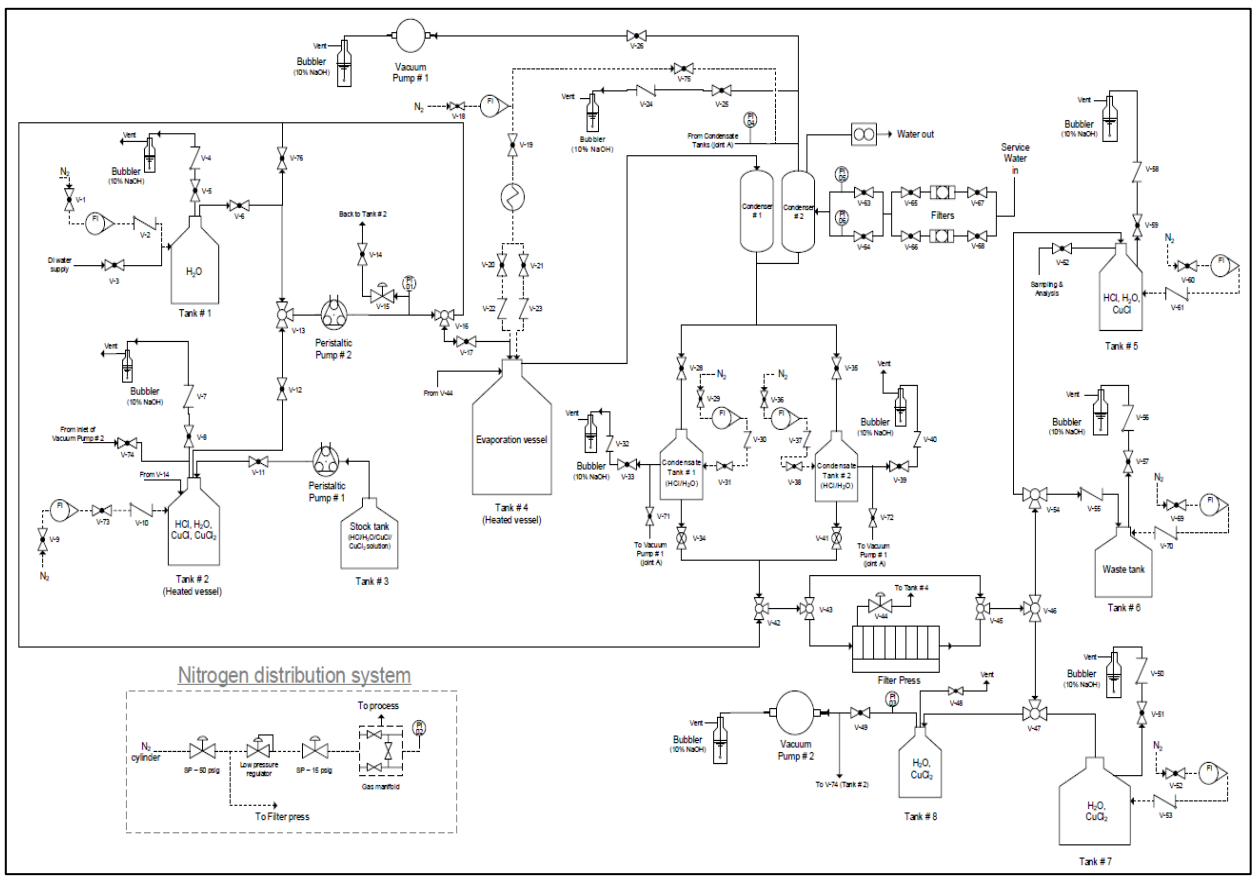 Vent
Bubbler
(10% NaOH)
Vacuum
Pump # 1
V-26
V-75
N2
V-18
FI
V-24
V-25
Vent
Bubbler
(10% NaOH)
V-19
PI
04
From Condensate
Tanks (joint A)
Water out
Service
Water
in
Condenser
# 1
Condenser
# 2
PI
05
PI
06
V-63
V-64
V-65
V-66
Filters
V-67
V-68
Vent
Bubbler
(10% NaOH)
V-58
V-59
N2
V-60
FI
V-61
V-62
Sampling &
Analysis
HCl, H2O,
CuCl
Tank # 5
Vent
Bubbler
(10% NaOH)
V-4
V-5
V-6
V-76
N2
V-1
FI
V-2
DI water
supply
V-3
H2O
Tank # 1
Back to Tank # 2
V-14
V-15
PI
01
V-13
Peristaltic
Pump # 2
V-16
V-17
V-20
V-21
V-22
V-23
From V-44
Evaporation vessel
Tank # 4
(Heated vessel)
Vent
Bubbler
(10% NaOH)
V-7
V-8
V-12
From inlet of
Vacuum Pump # 2
V-74
From V-14
V-11
Peristaltic
Pump # 1
FI
V-73
V-10
V-9
N2
HCl, H2O,
CuCl, CuCl2
Tank # 2
(Heated vessel)
Stock tank
(HCl/H2O/CuCl/
CuCl2 solution)
Tank # 3
V-28
V-35
N2
V-29
FI
V-30
V-31
N2
V-36
FI
V-37
V-38
Vent
Bubbler
(10% NaOH)
V-32
V-33
Condensate
Tank # 1
(HCl/H2O)
Condensate
Tank # 2
(HCl/H2O)
Vent
Bubbler
(10% NaOH)
V-40
V-39
V-71
V-72
To Vacuum
Pump # 1
(joint A)
To Vacuum
Pump # 1
(joint A)
V-34
V-41
Vent
Bubbler
(10% NaOH)
V-56
V-57
V-54
V-55
N2
V-69
FI
V-70
Waste tank
Tank # 6
V-42
V-43
To Tank # 4
V-44
V-45
V-46
Filter Press
Vent
Bubbler
(10% NaOH)
Vacuum
Pump # 2
V-49
PI
03
V-48
Vent
V-47
To V-74 (Tank # 2)
H2O,
CuCl2
Tank # 8
Vent
Bubbler
(10% NaOH)
V-50
V-51
N2
V-52
FI
V-53
H2O,
CuCl2
Tank # 7
Nitrogen distribution system
N2
cylinder
SP – 50 psig
Low pressure
regulator
SP – 15 psig
To process
PI
02
Gas manifold
To Filter press